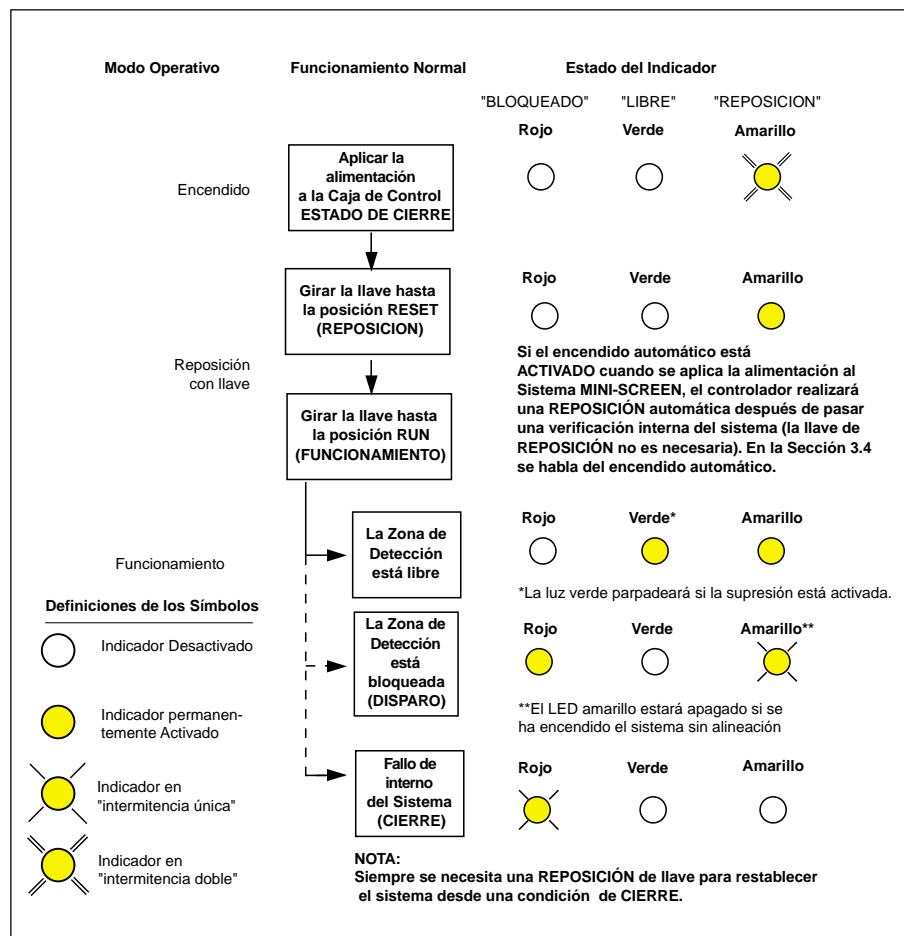 Modo Operativo
Funcionamiento Normal
Estado del Indicador
"BLOQUEADO"
"LIBRE"
"REPOSICION"
Rojo
Verde
Amarillo
Encendido
Aplicar la
alimentación
a la Caja de Control
ESTADO DE CIERRE
Rojo
Verde
Amarillo
Girar la llave hasta
la posición RESET
(REPOSICION)
Reposición
con llave
Si el encendido automático está
ACTIVADO cuando se aplica la alimentación al
Sistema MINI-SCREEN, el controlador realizará
una REPOSICIÓN automática después de pasar
una verificación interna del sistema (la llave de
REPOSICIÓN no es necesaria). En la Sección 3.4
se habla del encendido automático.
Girar la llave hasta
la posición RUN
(FUNCIONAMIENTO)
Funcionamiento
La Zona de
Detección
está libre
Rojo
Verde*
Amarillo
*La luz verde parpadeará si la supresión está activada.
La Zona de
Detección
está
bloqueada
(DISPARO)
Rojo
Verde
Amarillo**
**El LED amarillo estará apagado si se
ha encendido el sistema sin alineación
Fallo de
interno
del Sistema
(CIERRE)
Rojo
Verde
Amarillo
NOTA:
Siempre se necesita una REPOSICIÓN de llave para restablecer
el sistema desde una condición de CIERRE.
Definiciones de los Símbolos
Indicador Desactivado
Indicador permanen-
temente Activado
Indicador en
"intermitencia única"
Indicador en
"intermitencia doble"